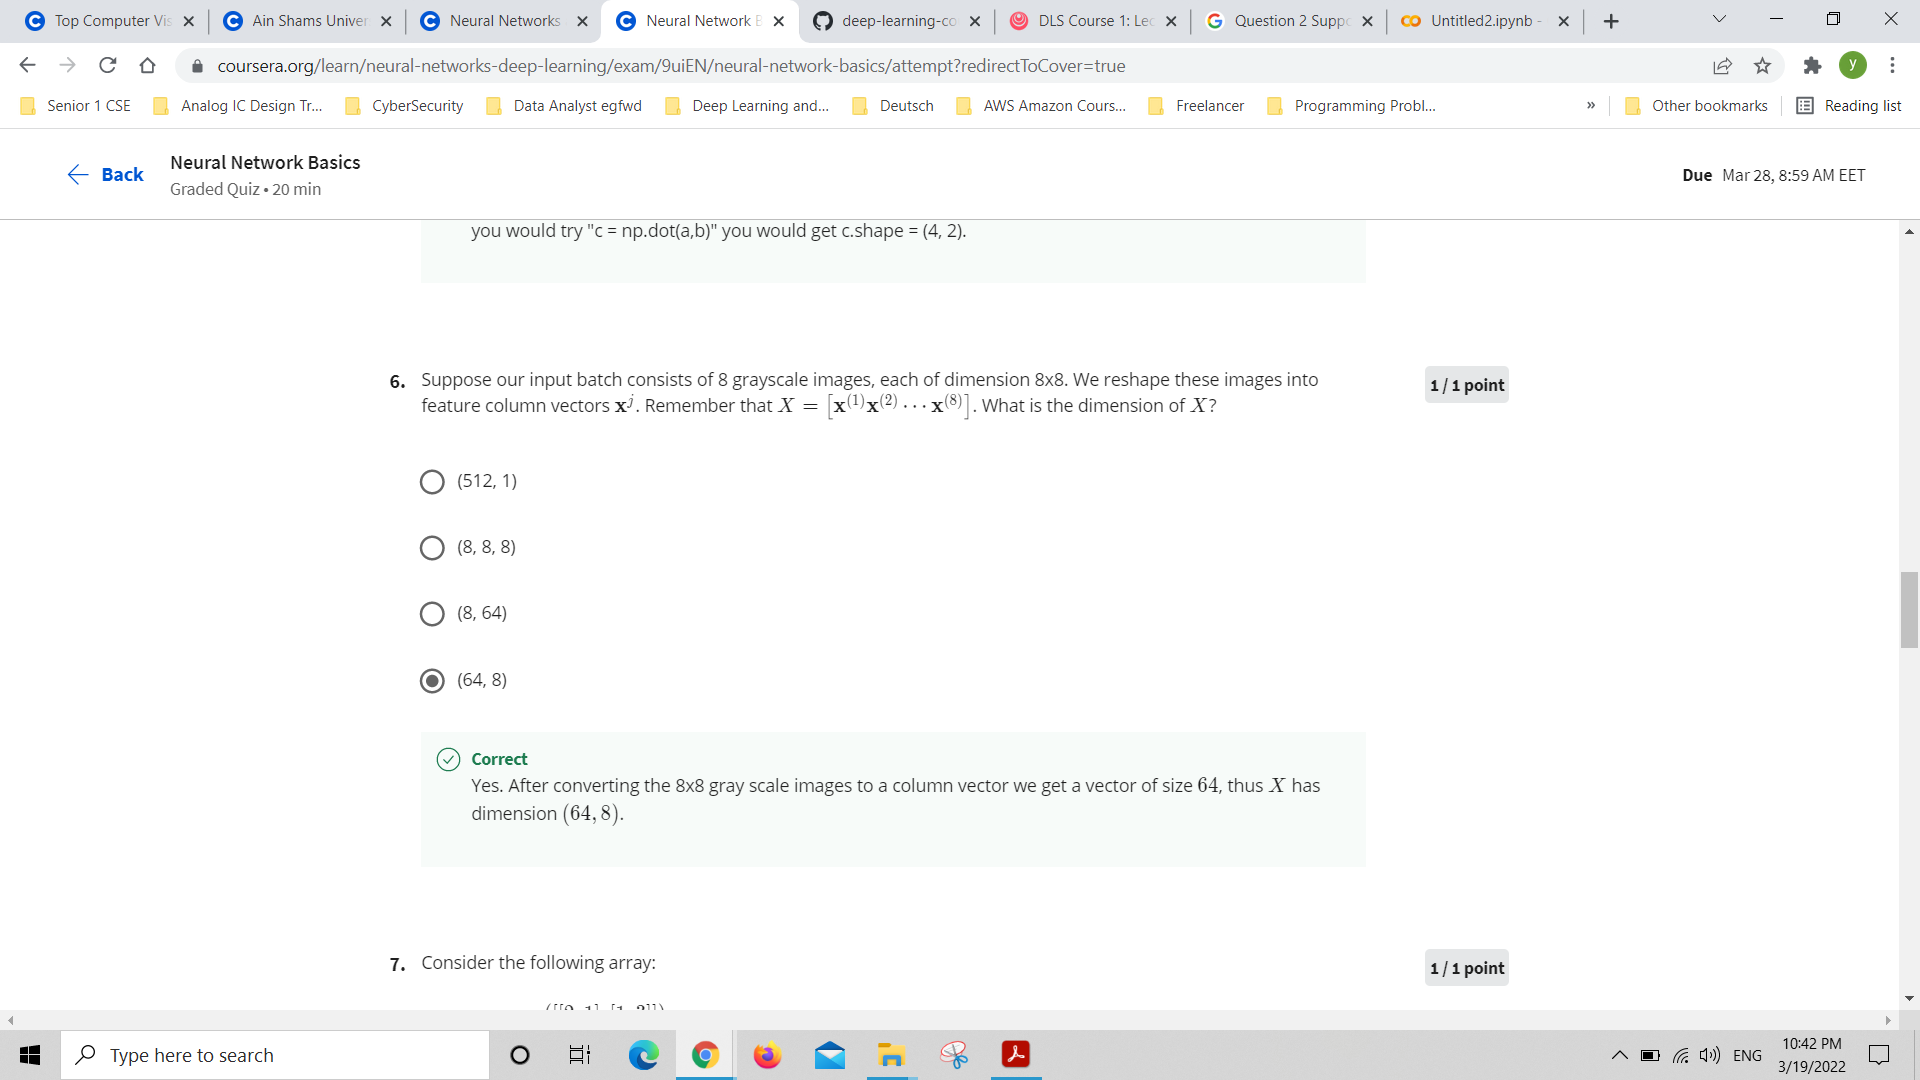 Top Computer Vis
Ain Shams Univer
Neural Networks
Neural Network B
deep-learning-co
DLS Course 1: Lec
Question 2 Suppo
Untitled2.ipynb -
coursera.org/learn/neural-networks-deep-learning/exam/9uiEN/neural-network-basics/attempt?redirectToCover=true
y
Senior 1 CSE
Analog IC Design Tr...
CyberSecurity
Data Analyst egfwd
Deep Learning and...
Deutsch
AWS Amazon Cours...
Freelancer
Programming Probl...
»
Other bookmarks
Reading list
Back
Neural Network Basics
Graded Quiz • 20 min
Due Mar 28, 8:59 AM EET
you would try "c = np.dot(a,b)" you would get c.shape = (4, 2).
6. Suppose our input batch consists of 8 grayscale images, each of dimension 8x8. We reshape these images into
feature column vectors x^j. Remember that X = [x^(1) x^(2) ⋯ x^(8)]. What is the dimension of X?
1 / 1 point
(512, 1)
(8, 8, 8)
(8, 64)
(64, 8)
Correct
Yes. After converting the 8x8 gray scale images to a column vector we get a vector of size 64, thus X has
dimension (64, 8).
7. Consider the following array:
1 / 1 point
Type here to search
ENG
10:42 PM
3/19/2022